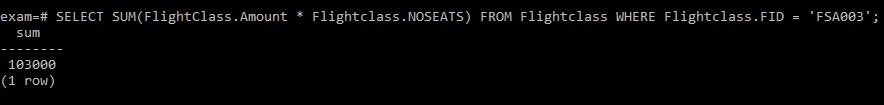 exam=# SELECT SUM(FlightClass.Amount * Flightclass.NOSEATS) FROM Flightclass WHERE Flightclass.FID = 'FSA003';
  sum
--------
 103000
(1 row)